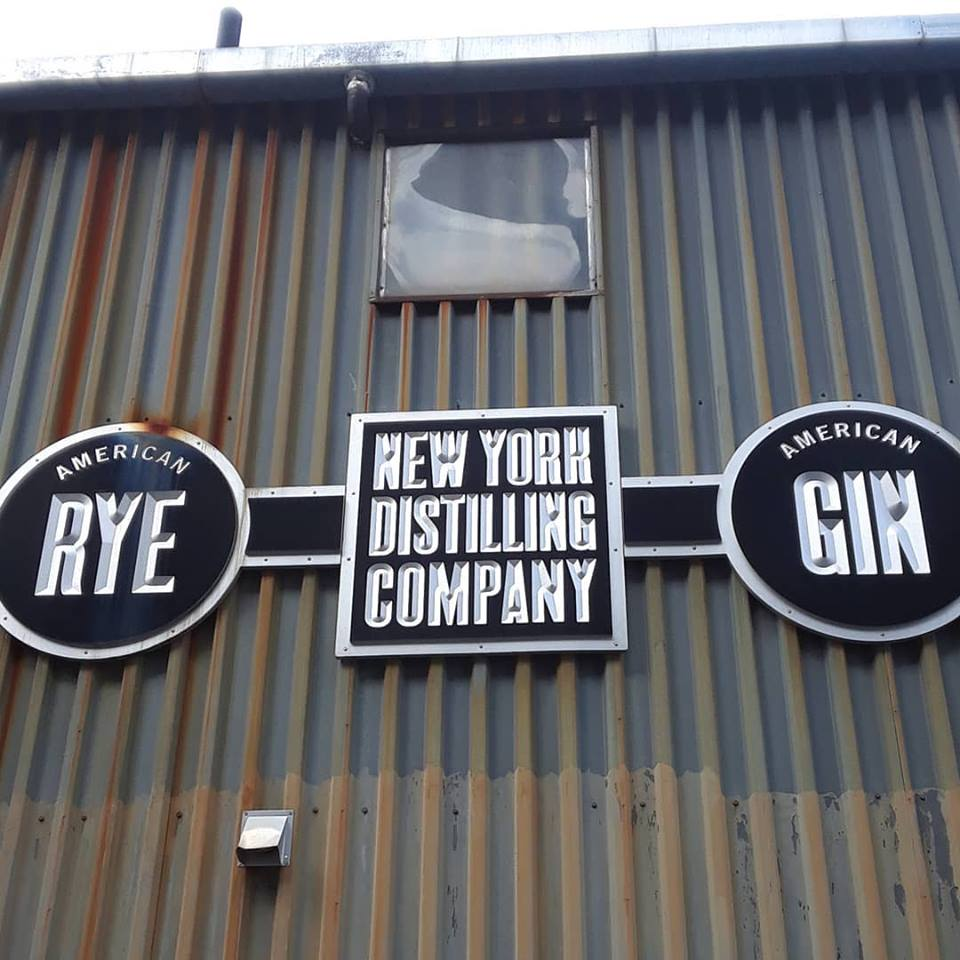 AMERICAN
RYE
NEW YORK
DISTILLING
COMPANY
AMERICAN
GIN